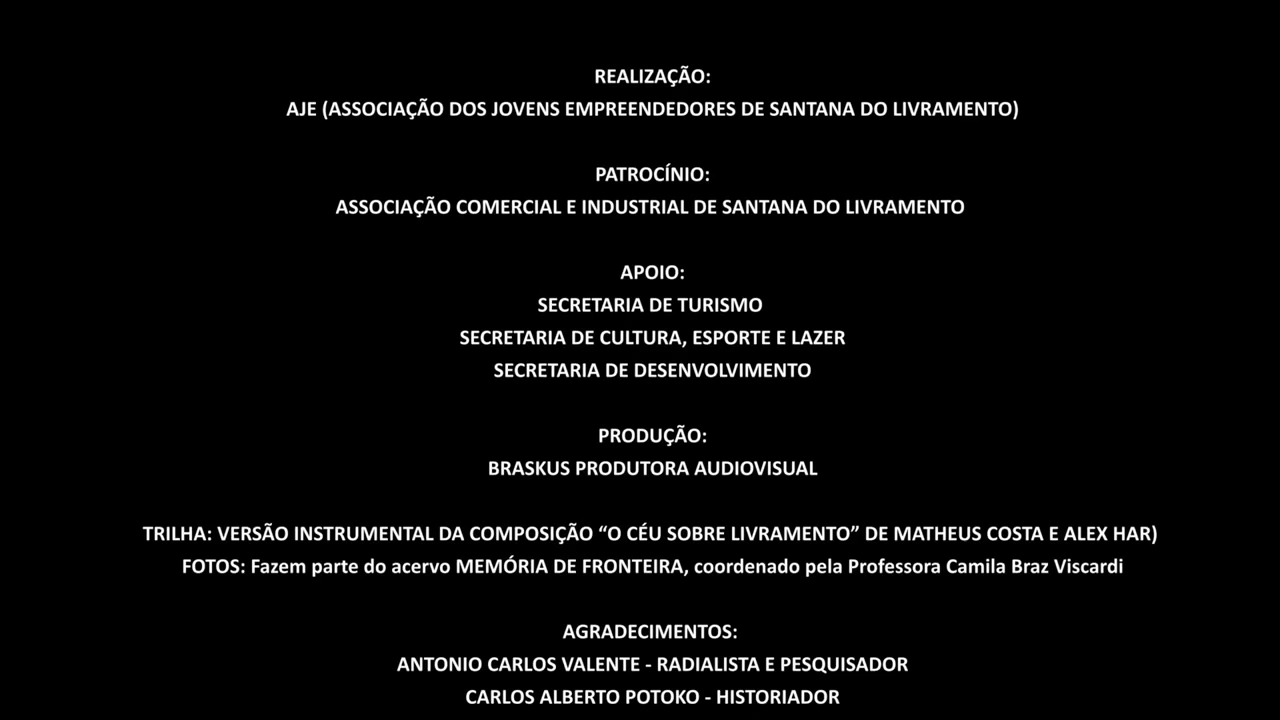 REALIZAÇÃO:
AJE (ASSOCIAÇÃO DOS JOVENS EMPREENDEDORES DE SANTANA DO LIVRAMENTO)
PATROCÍNIO:
ASSOCIAÇÃO COMERCIAL E INDUSTRIAL DE SANTANA DO LIVRAMENTO
APOIO:
SECRETARIA DE TURISMO
SECRETARIA DE CULTURA, ESPORTE E LAZER
SECRETARIA DE DESENVOLVIMENTO
PRODUÇÃO:
BRASKUS PRODUTORA AUDIOVISUAL
TRILHA: VERSÃO INSTRUMENTAL DA COMPOSIÇÃO “O CÉU SOBRE LIVRAMENTO” DE MATHEUS COSTA E ALEX HAR)
FOTOS: Fazem parte do acervo MEMÓRIA DE FRONTEIRA, coordenado pela Professora Camila Braz Viscardi
AGRADECIMENTOS:
ANTONIO CARLOS VALENTE - RADIALISTA E PESQUISADOR
CARLOS ALBERTO POTOKO - HISTORIADOR